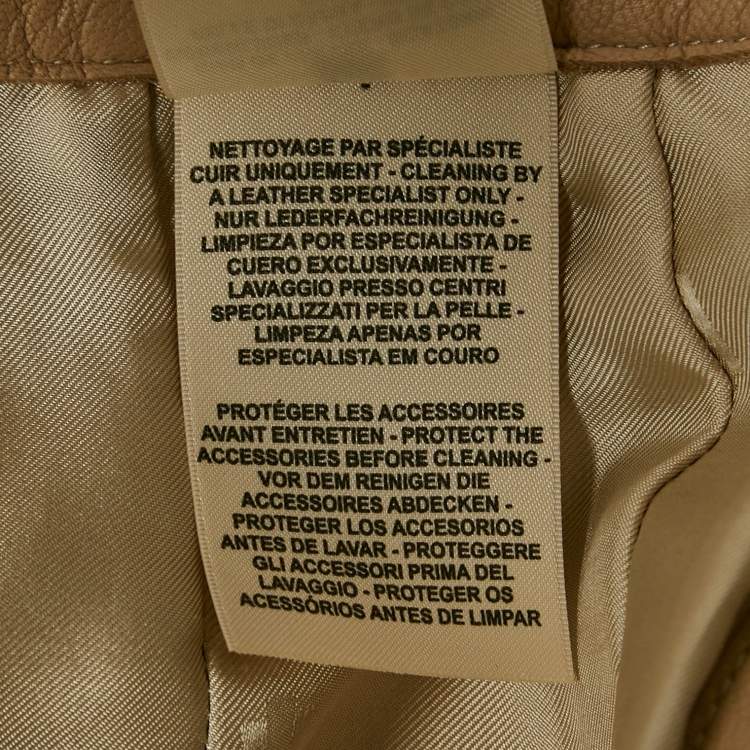 NETTOYAGE PAR SPÉCIALISTE
CUIR UNIQUEMENT - CLEANING BY
A LEATHER SPECIALIST ONLY -
NUR LEDERFACHREINIGUNG -
LIMPIEZA POR ESPECIALISTA DE
CUERO EXCLUSIVAMENTE -
LAVAGGIO PRESSO CENTRI
SPECIALIZZATI PER LA PELLE -
LIMPEZA APENAS POR
ESPECIALISTA EM COURO
PROTÉGER LES ACCESSOIRES
AVANT ENTRETIEN - PROTECT THE
ACCESSORIES BEFORE CLEANING -
VOR DEM REINIGEN DIE
ACCESSOIRES ABDECKEN -
PROTEGER LOS ACCESORIOS
ANTES DE LAVAR - PROTEGGERE
GLI ACCESSORI PRIMA DEL
LAVAGGIO - PROTEGER OS
ACESSÓRIOS ANTES DE LIMPAR